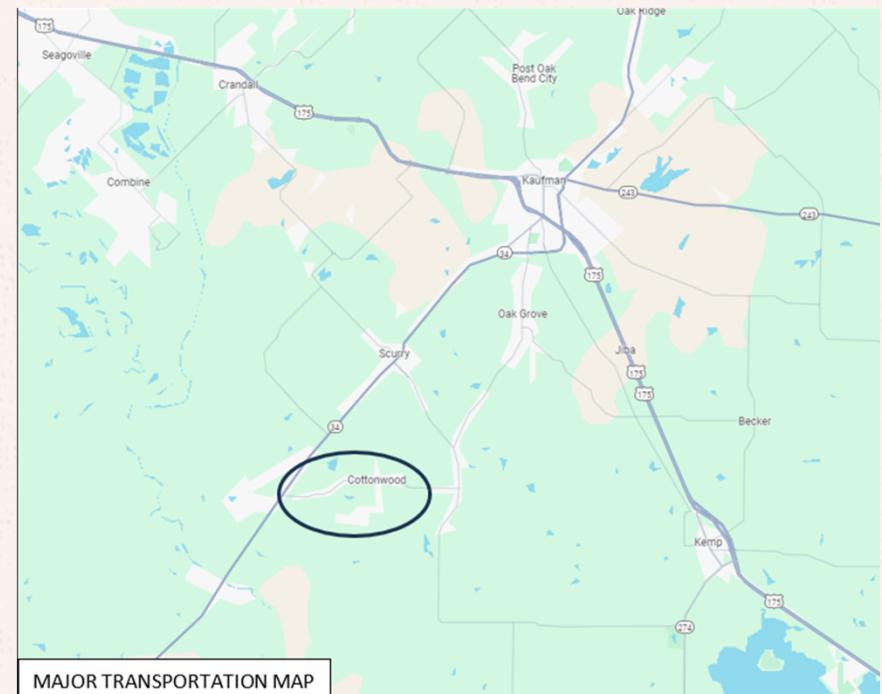 Oak Ridge
175
Seagoville
Post Oak
Bend City
Crandall
175
Combine
Kaufman
243
243
34
175
Oak Grove
Scurry
Jiba
175
175
Becker
34
Cottonwood
Kemp
175
274
MAJOR TRANSPORTATION MAP